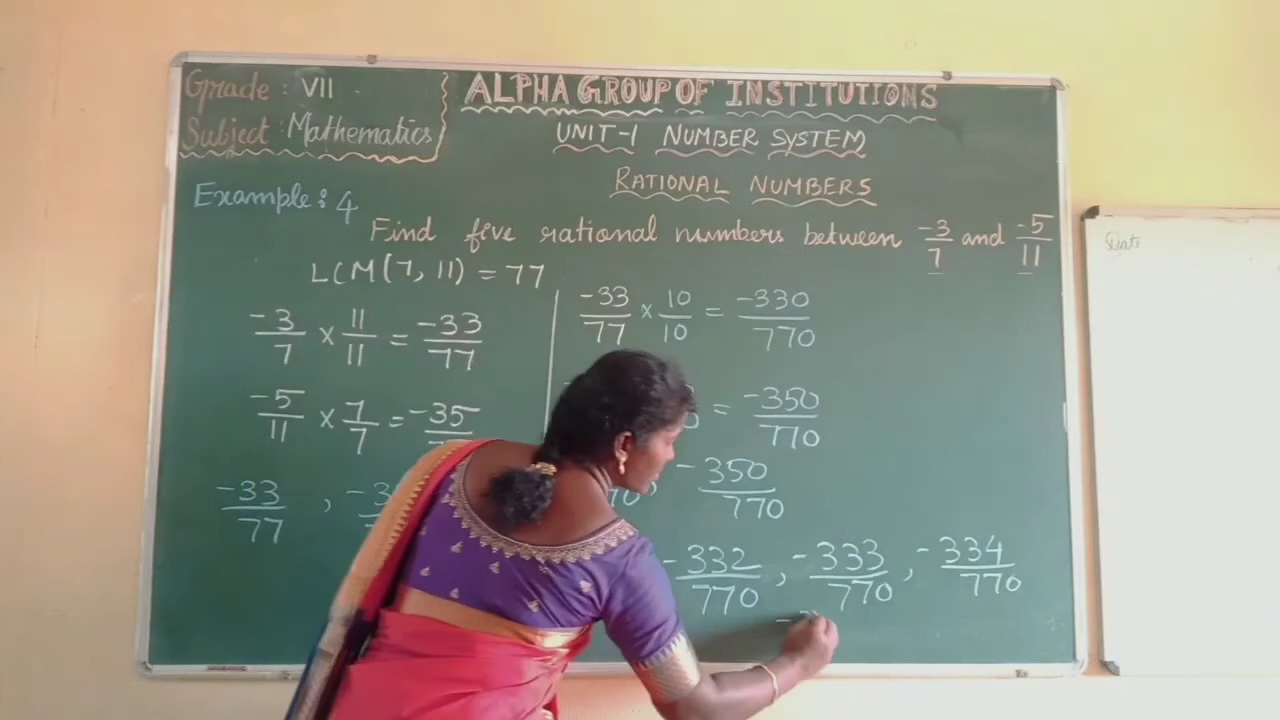 Grade : VII
Subject : Mathematics
ALPHA GROUP OF INSTITUTIONS
UNIT-1 NUMBER SYSTEM
RATIONAL NUMBERS
Example : 4
Find five rational numbers between -3/7 and -5/11
LCM(7, 11) = 77
-3/7 × 11/11 = -33/77
-5/11 × 7/7 = -35
-33/77 ,
-33/77 × 10/10 = -330/770
= -350/770
, -350/770
-332/770 , -333/770 , -334/770